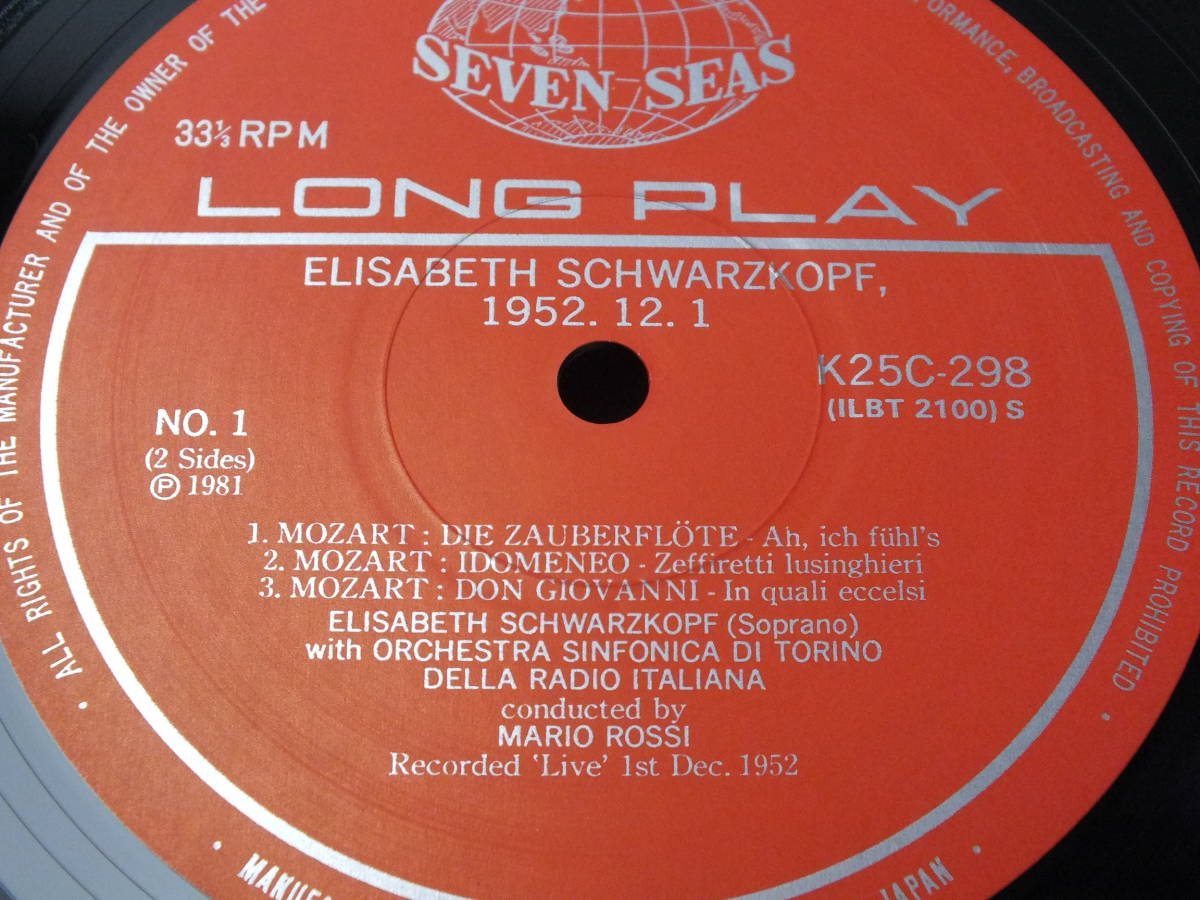 SEVEN SEAS
33⅓ RPM
LONG PLAY
ELISABETH SCHWARZKOPF,
1952. 12. 1
K25C-298
(ILBT 2100) S
NO. 1
(2 Sides)
Ⓟ 1981
1. MOZART : DIE ZAUBERFLÖTE - Ah, ich fühl's
2. MOZART : IDOMENEO - Zeffiretti lusinghieri
3. MOZART : DON GIOVANNI - In quali eccelsi
ELISABETH SCHWARZKOPF (Soprano)
with ORCHESTRA SINFONICA DI TORINO
DELLA RADIO ITALIANA
conducted by
MARIO ROSSI
Recorded 'Live' 1st Dec. 1952
• ALL RIGHTS OF THE MANUFACTURER AND OF THE OWNER OF THE
BROADCASTING AND COPYING OF THIS RECORD PROHIBITED •
JAPAN •